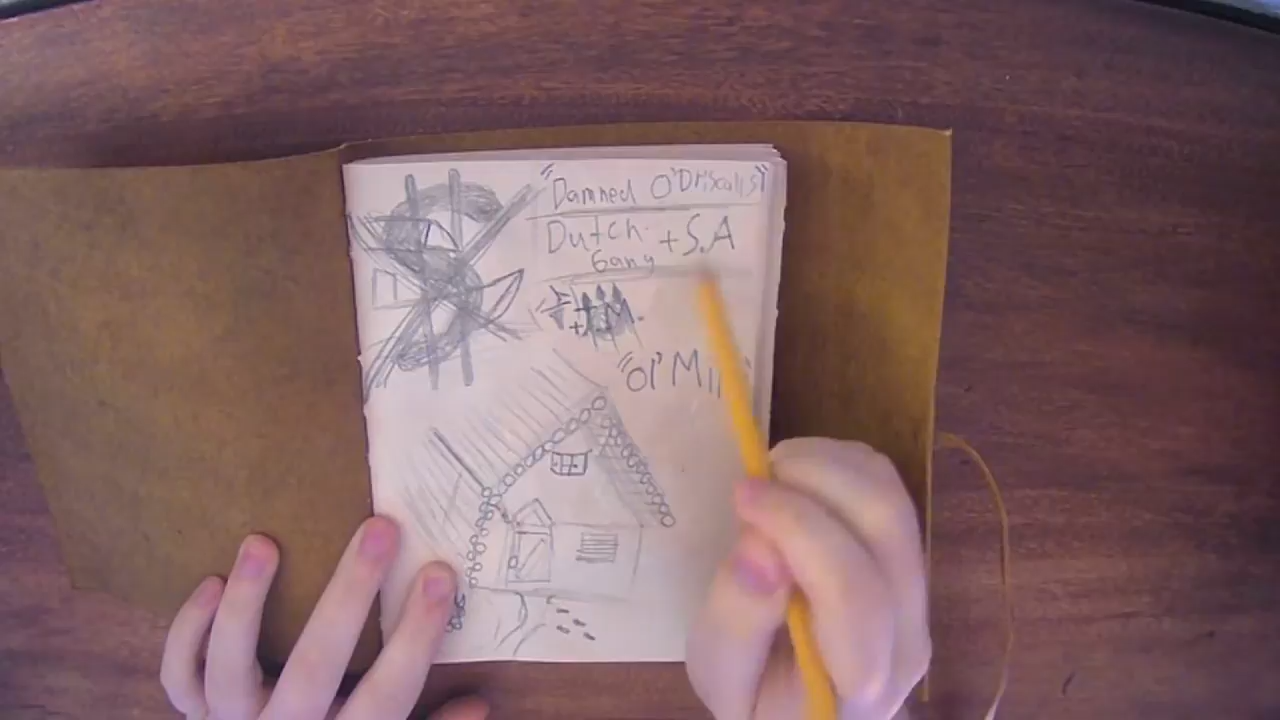 "Damned O'Driscolls"
Dutch + S.A
Gang
+J M.
"Ol' Mi